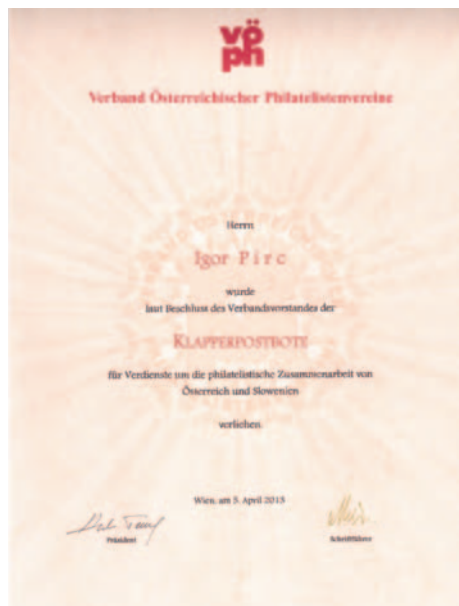 vö
ph
Verband Österreichischer Philatelistenvereine
Herrn
Igor Pirc
wurde
laut Beschluss des Verbandsvorstandes der
KLAPPERPOSTBOTE
für Verdienste um die philatelistische Zusammenarbeit von
Österreich und Slowenien
verliehen.
Wien, am 5. April 2013
Präsident
Schriftführer